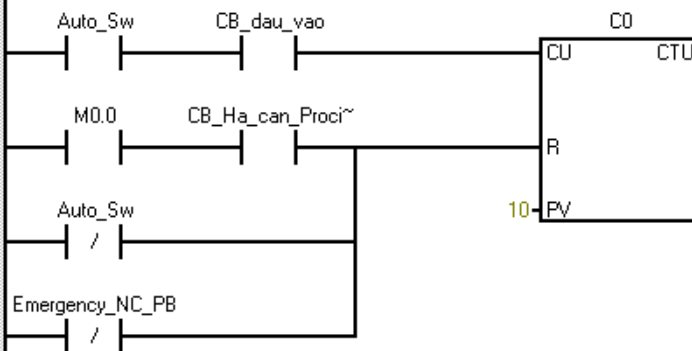 Auto_Sw CB_dau_vao C0
CU CTU
M0.0 CB_Ha_can_Proci~
R
Auto_Sw
/
10 PV
Emergency_NC_PB
/